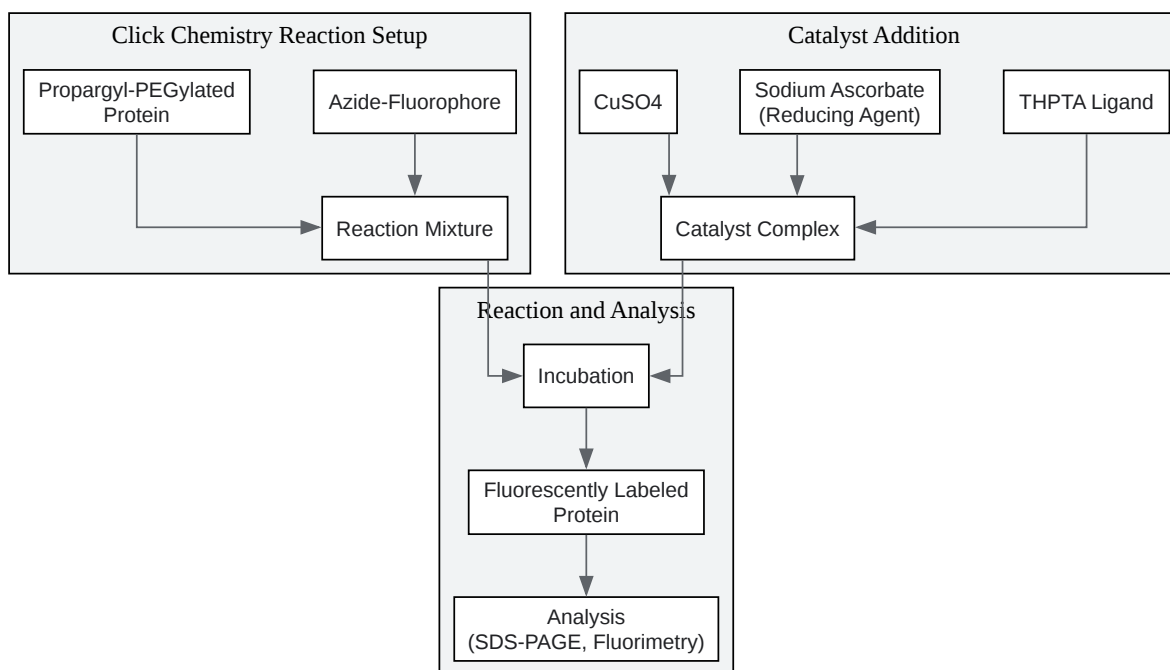 Click Chemistry Reaction Setup
Propargyl-PEGylated
Protein
Azide-Fluorophore
Reaction Mixture
Catalyst Addition
CuSO4
Sodium Ascorbate
(Reducing Agent)
THPTA Ligand
Catalyst Complex
Reaction and Analysis
Incubation
Fluorescently Labeled
Protein
Analysis
(SDS-PAGE, Fluorimetry)